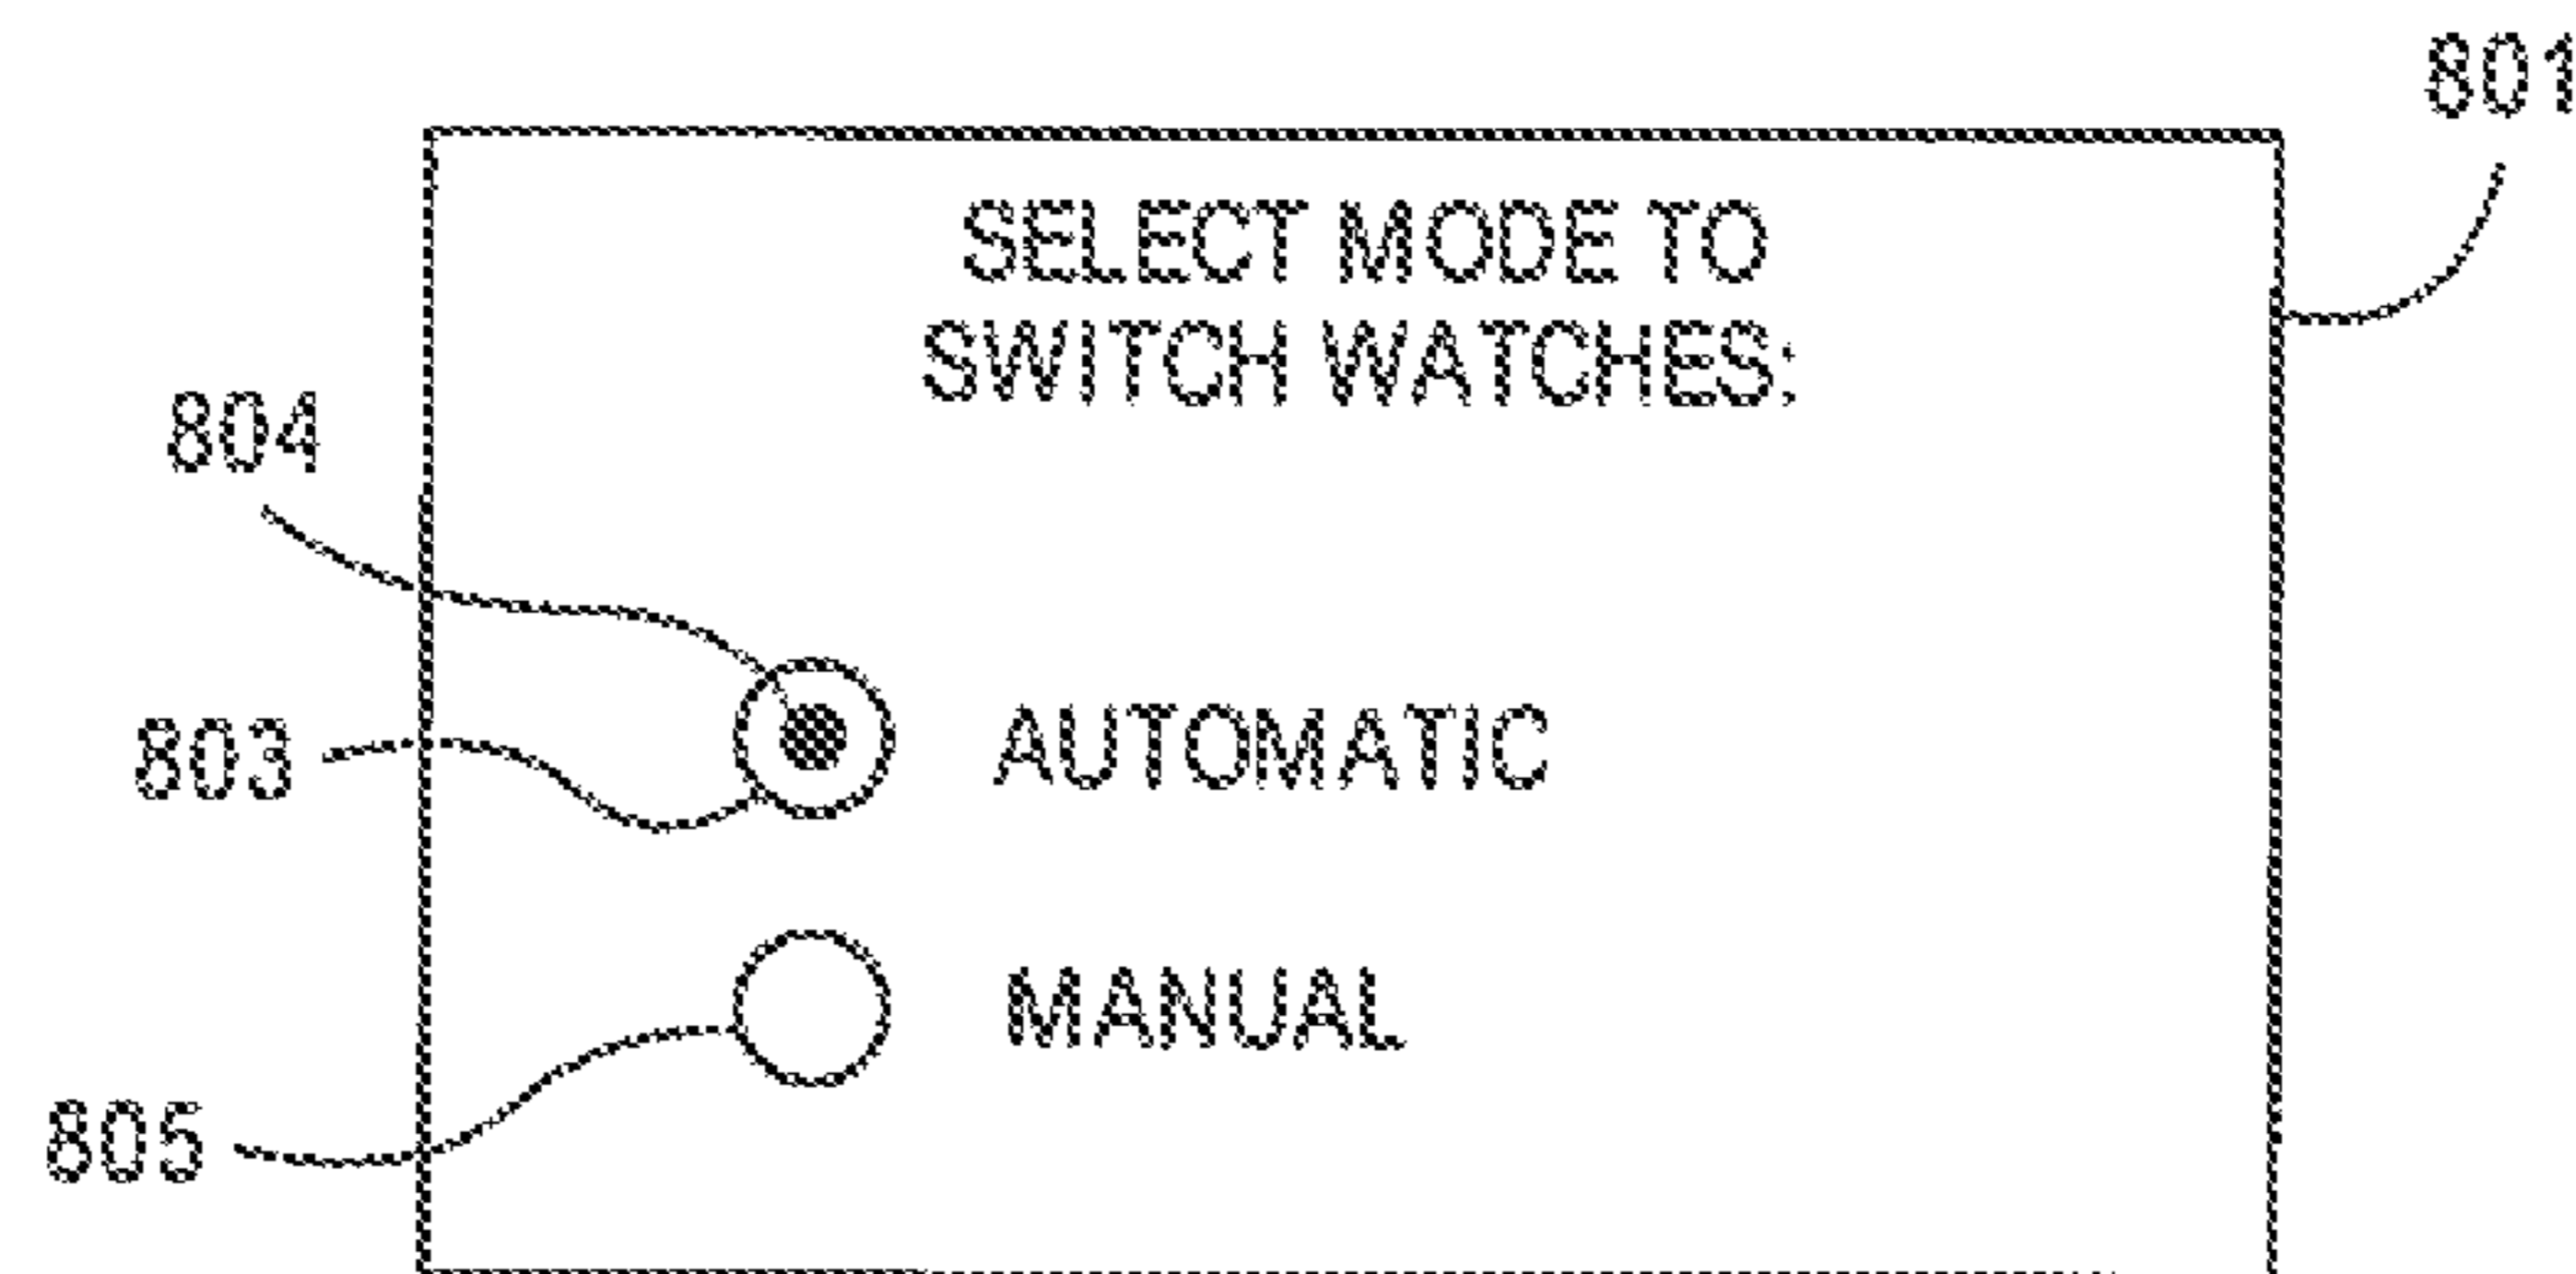 801
SELECT MODE TO
SWITCH WATCHES:
804
803 AUTOMATIC
MANUAL
805